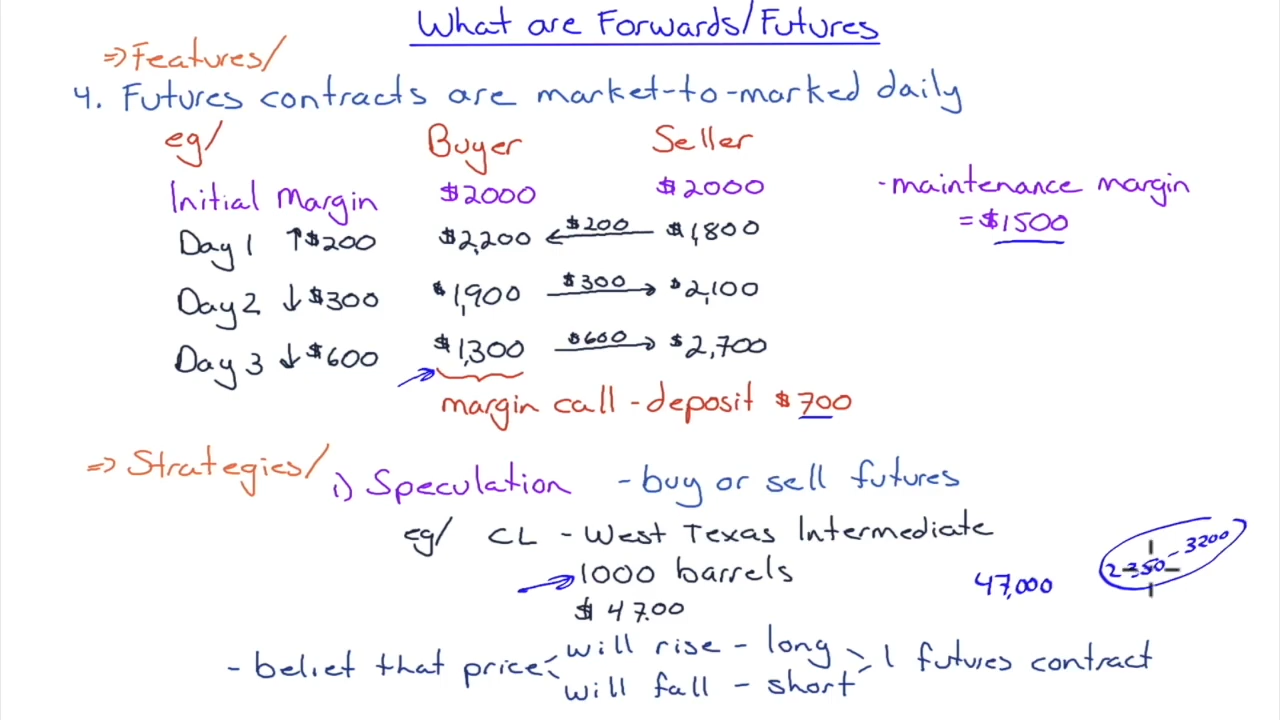 What are Forwards/Futures
⇒ Features/
4. Futures contracts are market-to-marked daily
eg/ Buyer Seller
Initial Margin $2000 $2000 - maintenance margin
= $1500
Day 1 ↑$200 $2,200 ← $200 $1,800
Day 2 ↓$300 $1,900 $300 → $2,100
Day 3 ↓$600 $1,300 $600 → $2,700
margin call - deposit $700
⇒ Strategies/
i) Speculation - buy or sell futures
eg/ CL - West Texas Intermediate
→ 1000 barrels 47,000 2350 - 3200
$47.00
- belief that price < will rise - long > 1 futures contract
will fall - short